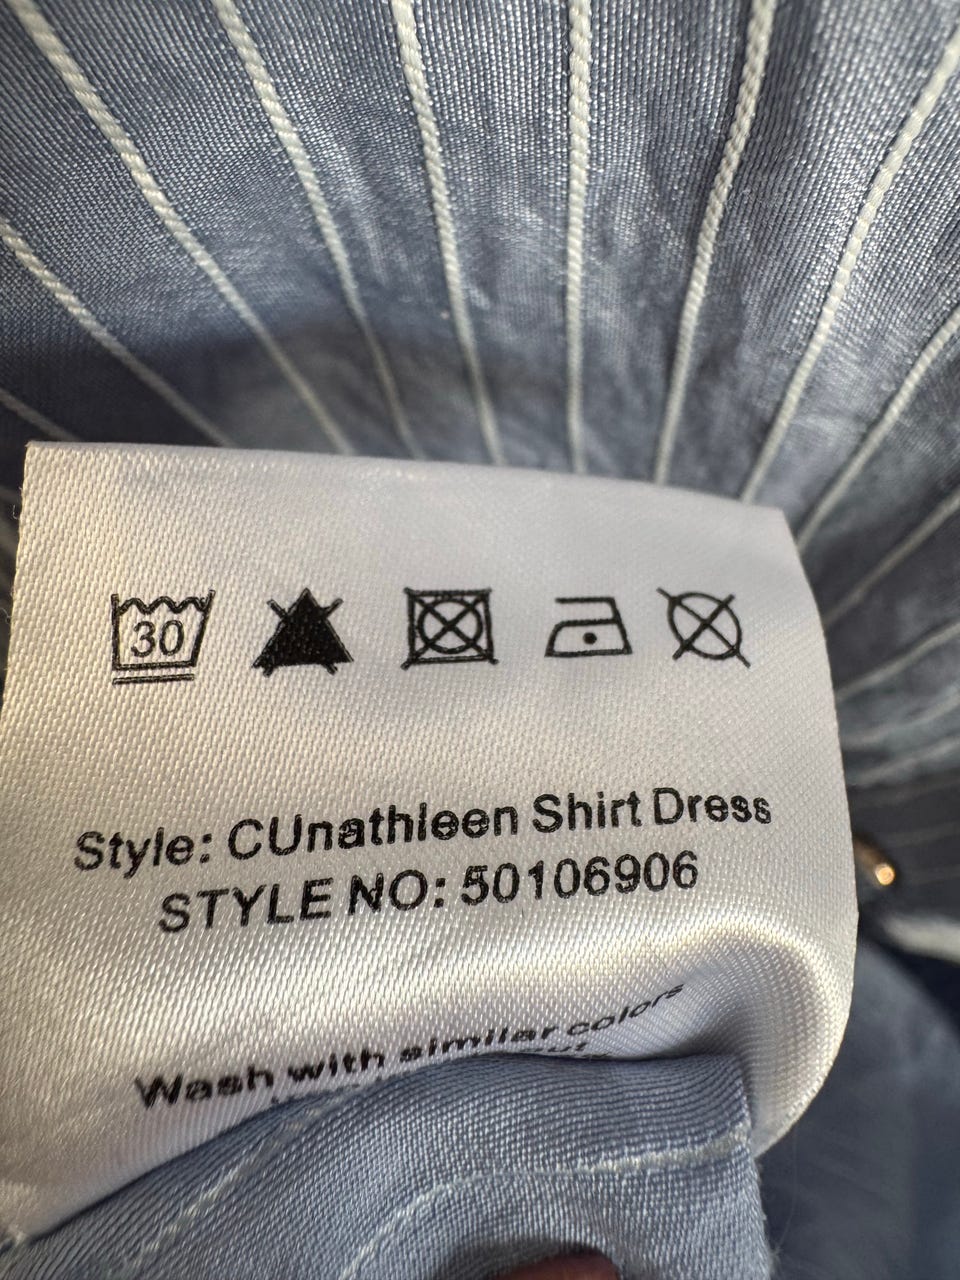 30
Style: CUnathleen Shirt Dress
STYLE NO: 50106906
Wash with similar colors